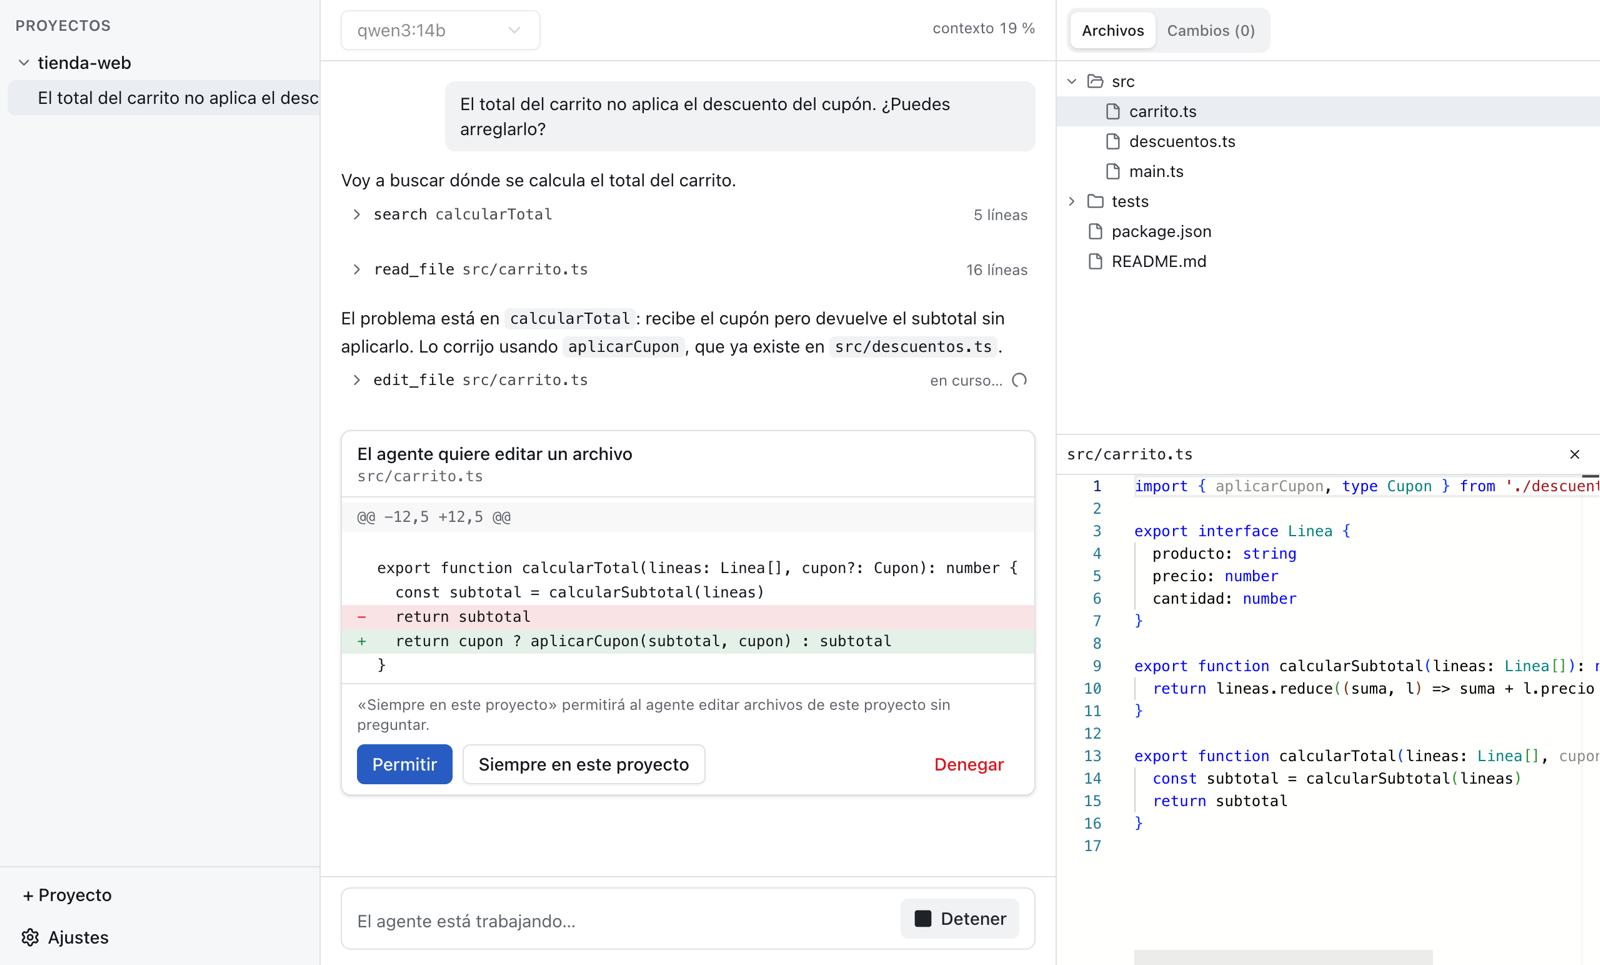 PROYECTOS
tienda-web
El total del carrito no aplica el desc
+ Proyecto
Ajustes
qwen3:14b
contexto 19 %
El total del carrito no aplica el descuento del cupón. ¿Puedes
arreglarlo?
Voy a buscar dónde se calcula el total del carrito.
search calcularTotal
5 líneas
read_file src/carrito.ts
16 líneas
El problema está en calcularTotal: recibe el cupón pero devuelve el subtotal sin
aplicarlo. Lo corrijo usando aplicarCupon, que ya existe en src/descuentos.ts.
edit_file src/carrito.ts
en curso...
El agente quiere editar un archivo
src/carrito.ts
@@ −12,5 +12,5 @@
export function calcularTotal(lineas: Linea[], cupon?: Cupon): number {
const subtotal = calcularSubtotal(lineas)
− return subtotal
+ return cupon ? aplicarCupon(subtotal, cupon) : subtotal
}
«Siempre en este proyecto» permitirá al agente editar archivos de este proyecto sin
preguntar.
Permitir
Siempre en este proyecto
Denegar
El agente está trabajando...
Detener
Archivos
Cambios (0)
src
carrito.ts
descuentos.ts
main.ts
tests
package.json
README.md
src/carrito.ts
1 import { aplicarCupon, type Cupon } from './descuent
2
3 export interface Linea {
4 producto: string
5 precio: number
6 cantidad: number
7 }
8
9 export function calcularSubtotal(lineas: Linea[]): n
10 return lineas.reduce((suma, l) => suma + l.precio
11 }
12
13 export function calcularTotal(lineas: Linea[], cupon
14 const subtotal = calcularSubtotal(lineas)
15 return subtotal
16 }
17